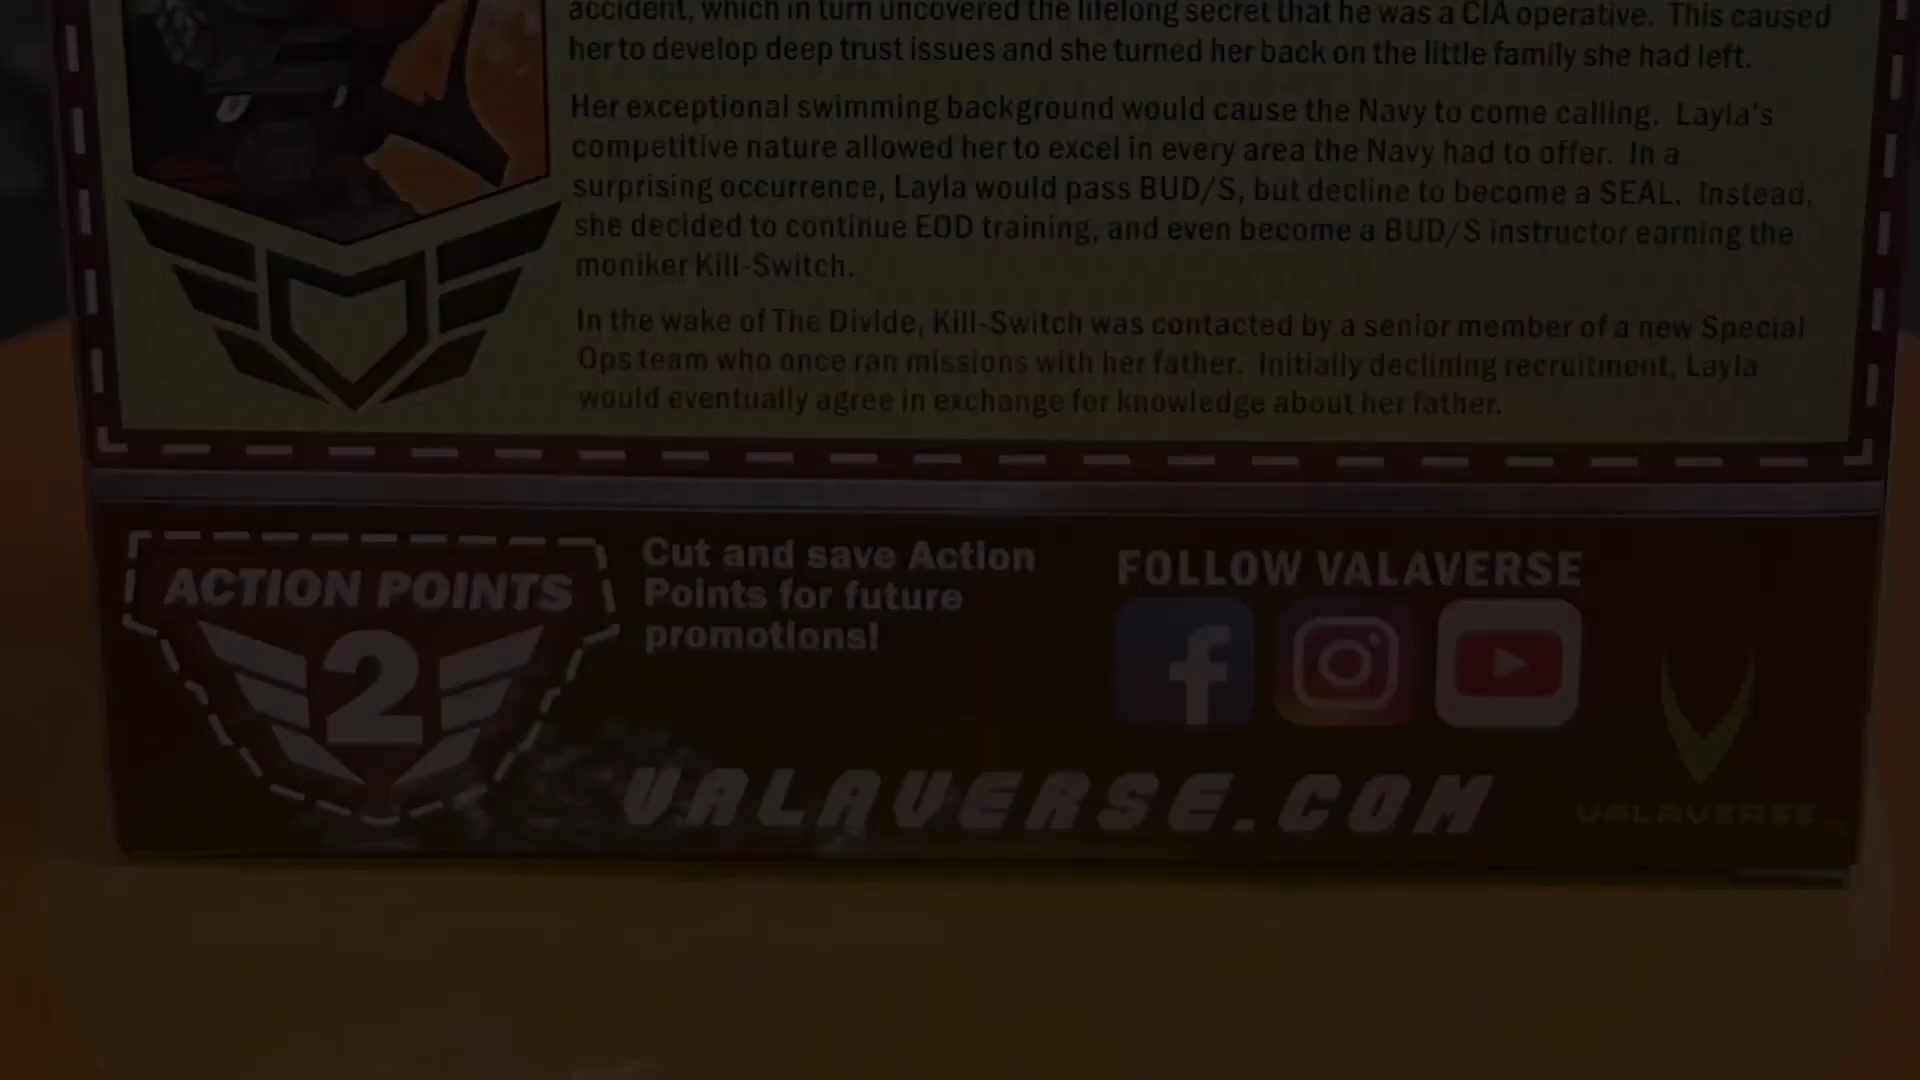 accident, which in turn uncovered the lifelong secret that he was a CIA operative. This caused
her to develop deep trust issues and she turned her back on the little family she had left.
Her exceptional swimming background would cause the Navy to come calling. Layla's
competitive nature allowed her to excel in every area the Navy had to offer. In a
surprising occurrence, Layla would pass BUD/S, but decline to become a SEAL. Instead,
she decided to continue EOD training, and even become a BUD/S instructor earning the
moniker Kill-Switch.
In the wake of The Divide, Kill-Switch was contacted by a senior member of a new Special
Ops team who once ran missions with her father. Initially declining recruitment, Layla
would eventually agree in exchange for knowledge about her father.
ACTION POINTS
2
Cut and save Action
Points for future
promotions!
FOLLOW VALAVERSE
VALAVERSE.COM
VALAVERSE